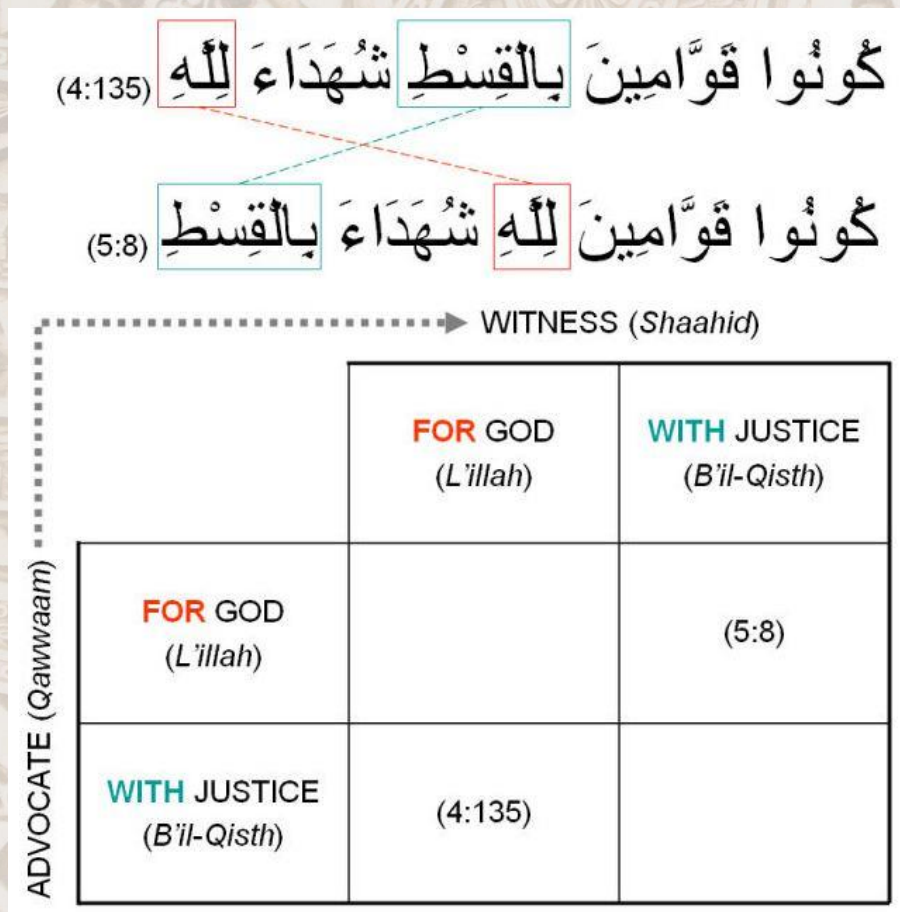 كُونُوا قَوَّامِينَ بِالْقِسْطِ شُهَدَاءَ لِلَّهِ (4:135)
كُونُوا قَوَّامِينَ لِلَّهِ شُهَدَاءَ بِالْقِسْطِ (5:8)
WITNESS (Shaahid)
FOR GOD
(L'illah)
WITH JUSTICE
(B'il-Qisth)
ADVOCATE (Qawwaam)
FOR GOD
(L'illah)
(5:8)
WITH JUSTICE
(B'il-Qisth)
(4:135)